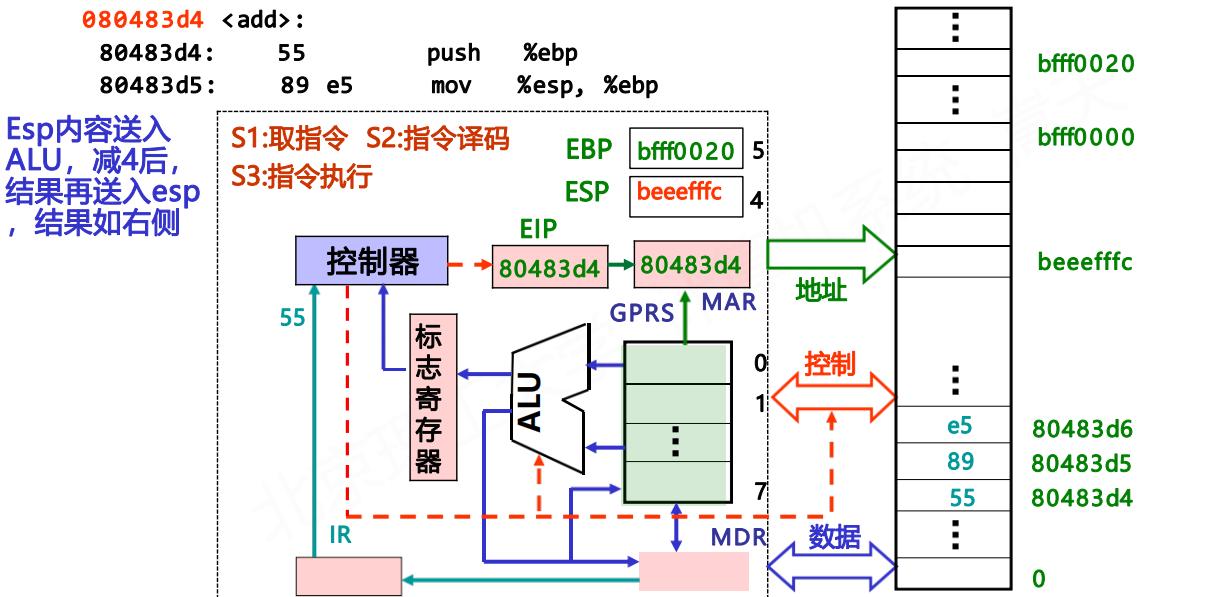 080483d4 <add>:
80483d4: 55 push %ebp
80483d5: 89 e5 mov %esp, %ebp
Esp内容送入
ALU，减4后，
结果再送入esp
，结果如右侧
S1:取指令 S2:指令译码
S3:指令执行
EBP bfff0020 5
ESP beeefffc 4
EIP
控制器
80483d4
80483d4
MAR
GPRS
55
标
志
寄
存
器
ALU
0
1
⋮
7
IR
MDR
地址
控制
数据
⋮
bfff0020
⋮
bfff0000
beeefffc
⋮
e5 80483d6
89 80483d5
55 80483d4
⋮
0